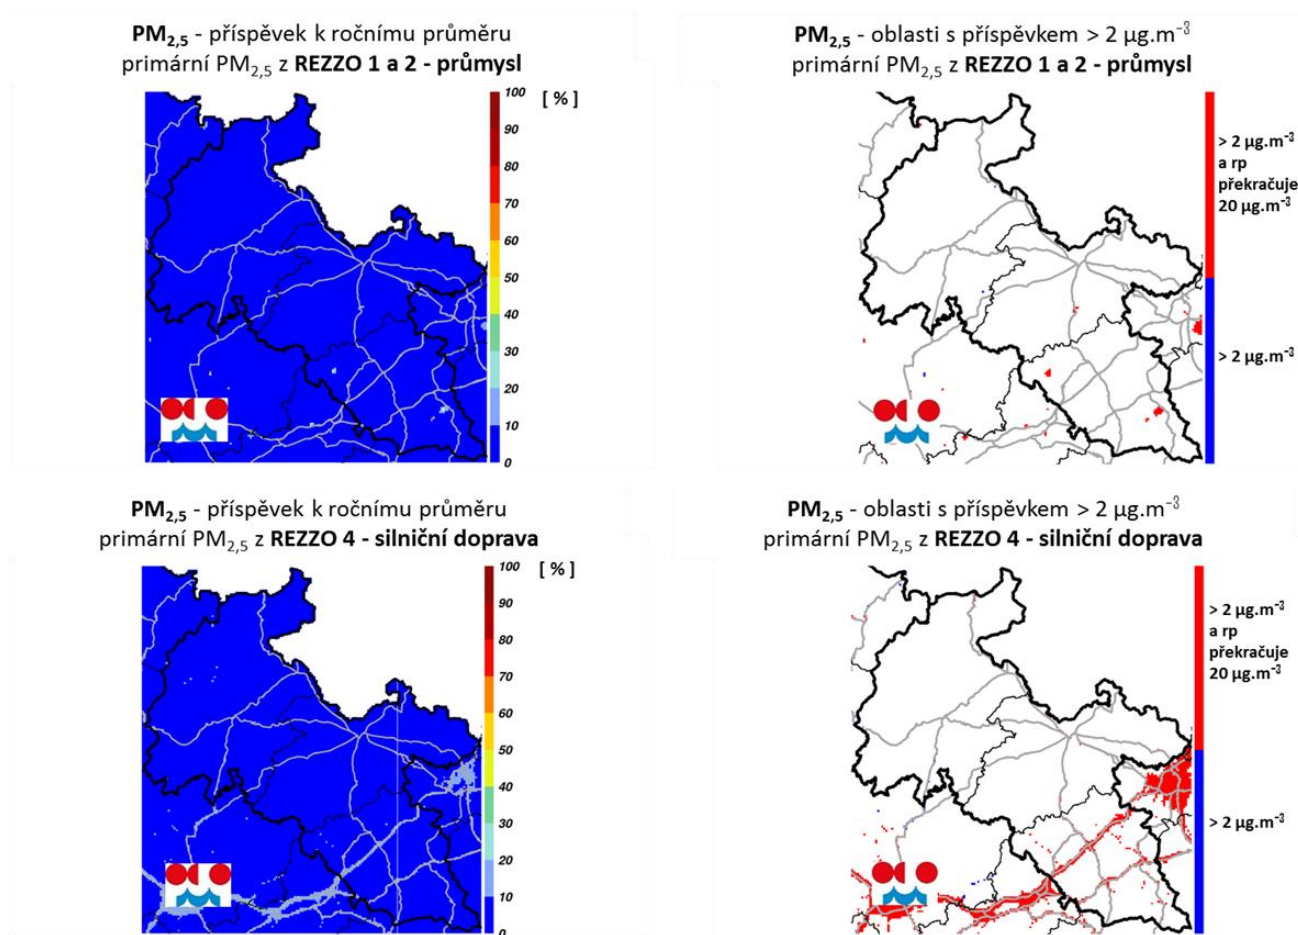 PM2,5 - příspěvek k ročnímu průměru
primární PM2,5 z REZZO 1 a 2 - průmysl
100
[ % ]
90
80
70
60
50
40
30
20
10
0
PM2,5 - oblasti s příspěvkem > 2 µg.m⁻³
primární PM2,5 z REZZO 1 a 2 - průmysl
> 2 µg.m⁻³
a rp
překračuje
20 µg.m⁻³
> 2 µg.m⁻³
PM2,5 - příspěvek k ročnímu průměru
primární PM2,5 z REZZO 4 - silniční doprava
100
[ % ]
90
80
70
60
50
40
30
20
10
0
PM2,5 - oblasti s příspěvkem > 2 µg.m⁻³
primární PM2,5 z REZZO 4 - silniční doprava
> 2 µg.m⁻³
a rp
překračuje
20 µg.m⁻³
> 2 µg.m⁻³